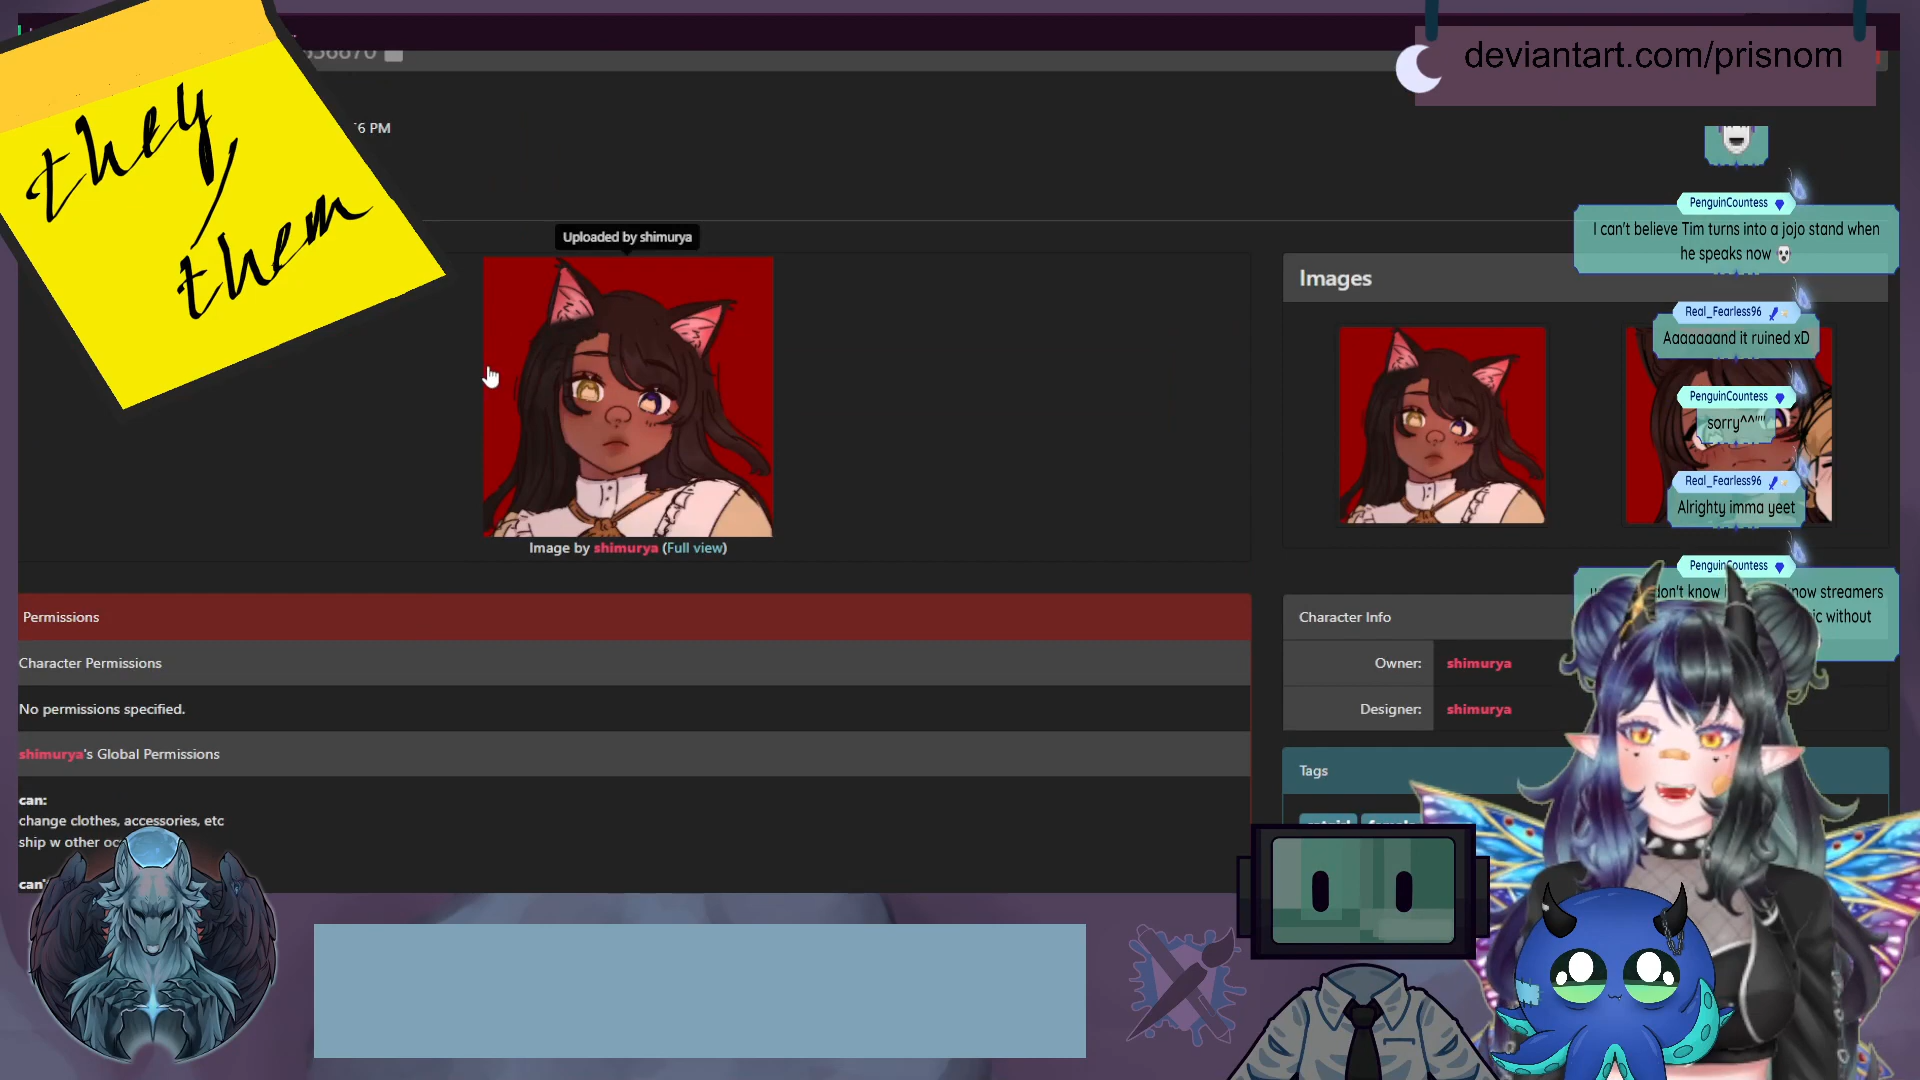 they
/
them
6 PM
Uploaded by shimurya
Image by shimurya (Full view)
Permissions
Character Permissions
No permissions specified.
shimurya's Global Permissions
can:
change clothes, accessories, etc
ship w other
Images
Character Info
Owner: shimurya
Designer: shimurya
Tags
deviantart.com/prisnom
PenguinCountess
I can't believe Tim turns into a jojo stand when
he speaks now
Real_Fearless96
Aaaaaaand it ruined xD
PenguinCountess
sorry^^""
Real_Fearless96
Alrighty imma yeet
PenguinCountess
don't know
now streamers
without